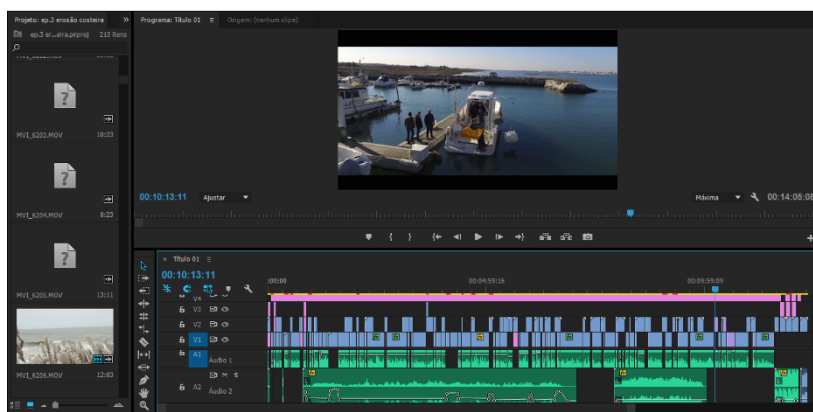 Projeto: ep.3 erosão costeira
ep.3 er...eira.prproj 210 Itens
MVI_6203.MOV 10:23
MVI_6204.MOV 8:23
MVI_6205.MOV 13:11
MVI_6206.MOV 12:03
Programa: Título 01 Origem: (nenhum clipe)
00:10:13:11 Ajustar Máxima 00:14:05:08
Título 01
00:10:13:11
:00:00 00:04:59:16 00:09:59:09
V4
V3
V2
V1
A1 Áudio 1
M S
A2 Áudio 2